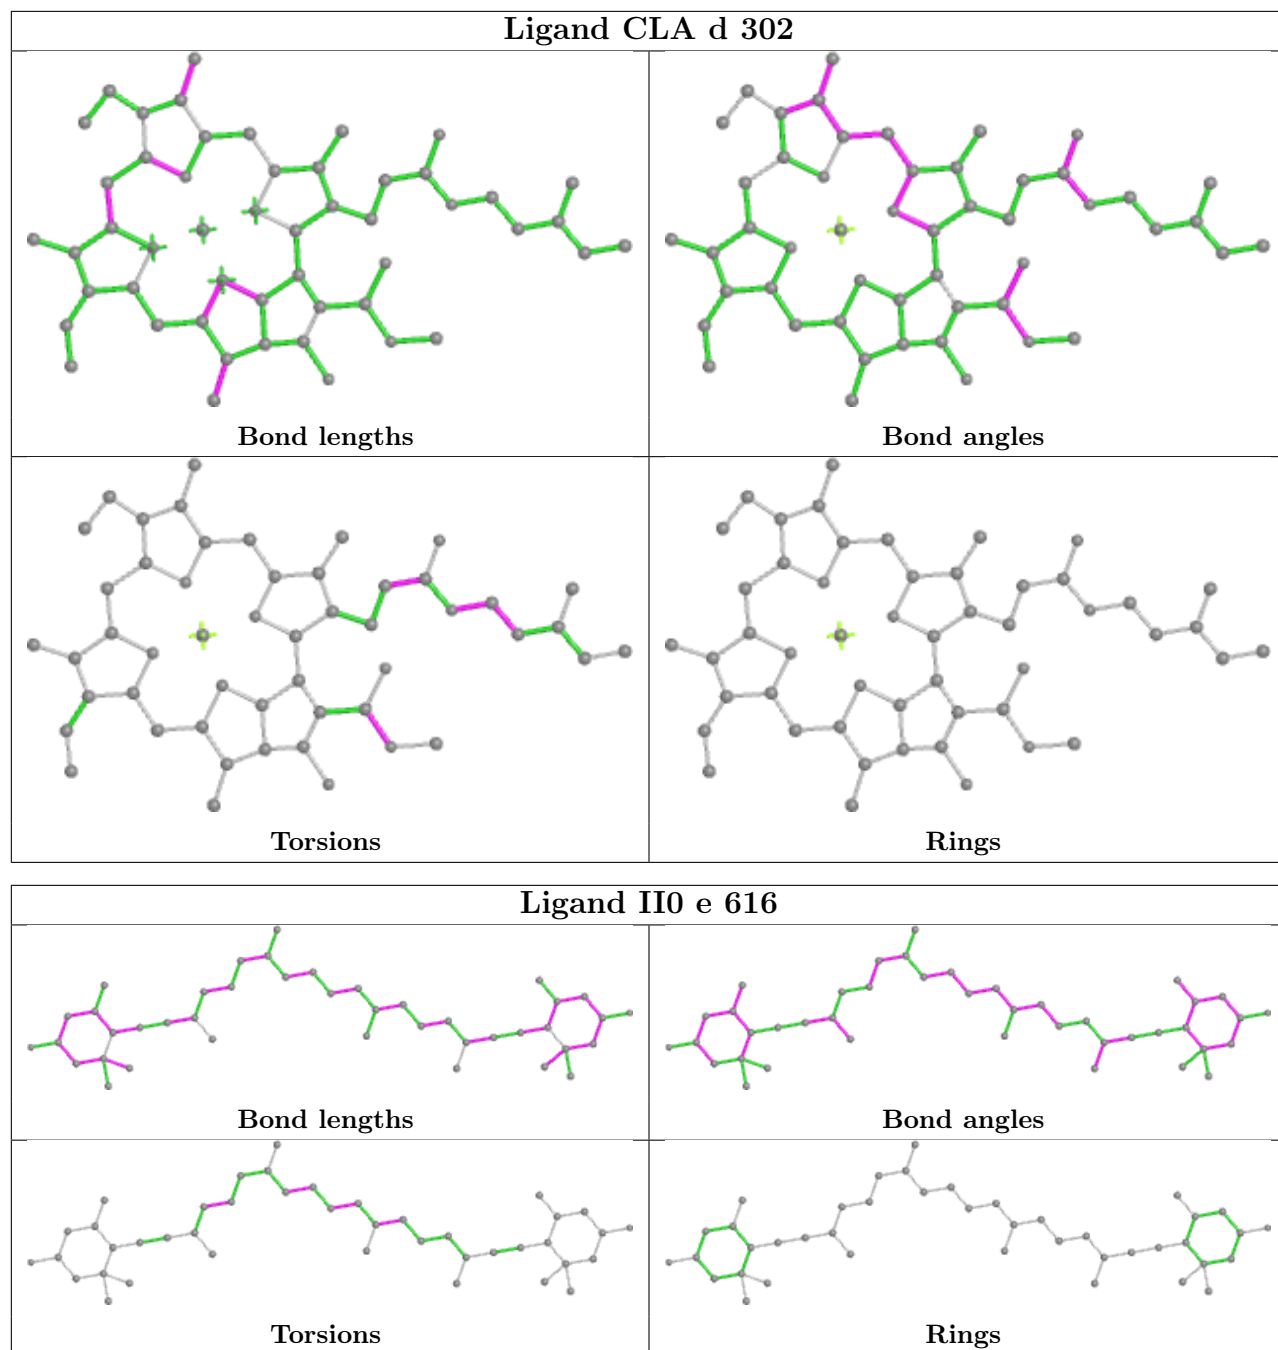 Ligand CLA d 302
Bond lengths
Bond angles
Torsions
Rings
Ligand II0 e 616
Bond lengths
Bond angles
Torsions
Rings